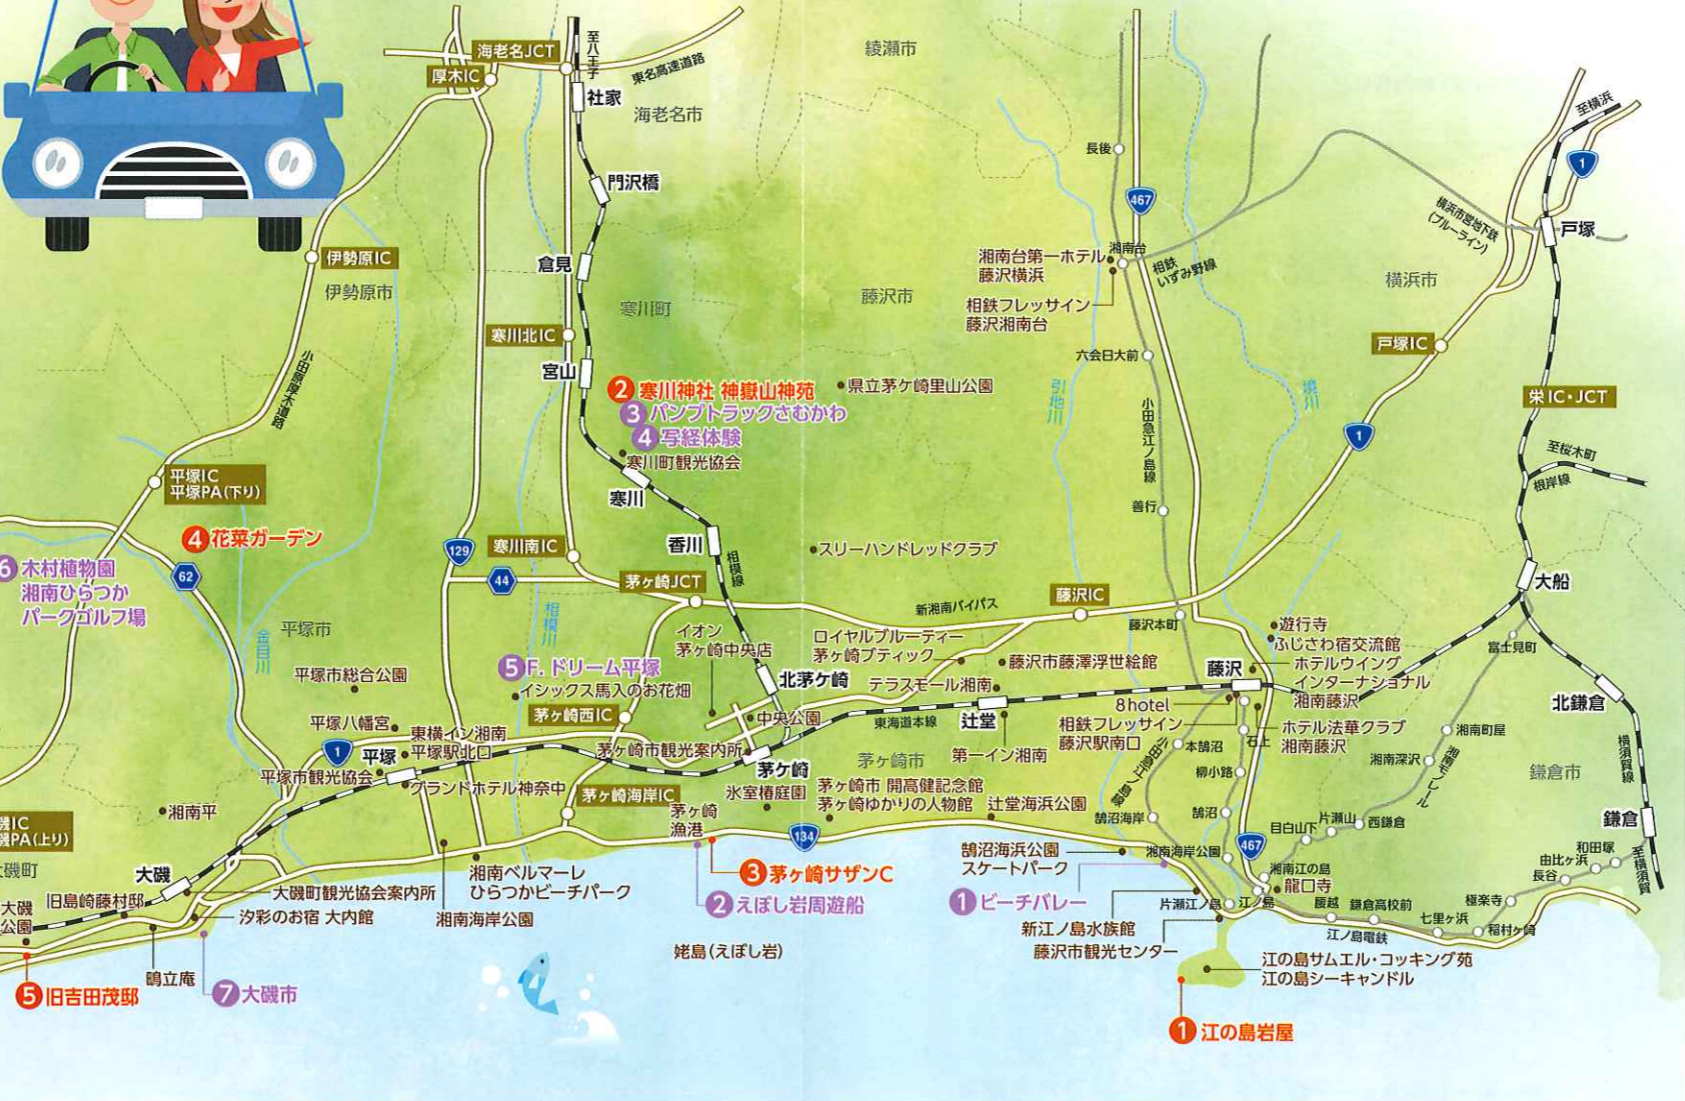 海老名JCT
厚木IC
至八王子
東名高速道路
綾瀬市
社家
海老名市
至横浜
1
長後
門沢橋
467
横浜市営地下鉄
(ブルーライン)
戸塚
伊勢原IC
伊勢原市
倉見
湘南台第一ホテル
藤沢横浜
湘南台
相鉄
いずみ野線
寒川町
藤沢市
横浜市
相鉄フレッサイン
藤沢湘南台
寒川北IC
戸塚IC
六会日大前
小田原厚木道路
宮山
2 寒川神社 神嶽山神苑
県立茅ケ崎里山公園
引地川
境川
栄IC・JCT
3 パンプトラックさむかわ
小田急江ノ島線
4 写経体験
1
寒川町観光協会
至桜木町
根岸線
平塚IC
平塚PA(下り)
寒川
善行
4 花菜ガーデン
129
寒川南IC
香川
相模線
スリーハンドレッドクラブ
6 木村植物園
湘南ひらつか
パークゴルフ場
62
44
茅ヶ崎JCT
大船
新湘南バイパス
藤沢IC
相模川
金目川
平塚市
藤沢本町
遊行寺
ふじさわ宿交流館
富士見町
イオン
茅ヶ崎中央店
ロイヤルブルーティー
茅ヶ崎ブティック
藤沢市藤澤浮世絵館
藤沢
ホテルウイング
インターナショナル
湘南藤沢
5 F. ドリーム平塚
イシックス馬入のお花畑
平塚市総合公園
北茅ケ崎
テラスモール湘南
北鎌倉
茅ヶ崎西IC
中央公園
東海道本線
辻堂
8hotel
相鉄フレッサイン
藤沢駅南口
ホテル法華クラブ
湘南藤沢
平塚八幡宮
東横イン湘南
平塚駅北口
1
平塚
茅ヶ崎市観光案内所
茅ケ崎
茅ヶ崎市
第一イン湘南
小田急江ノ島線
本鵠沼
石上
湘南町屋
湘南深沢
湘南モノレール
横須賀線
鎌倉市
平塚市観光協会
グランドホテル神奈中
柳小路
氷室椿庭園
茅ヶ崎市 開高健記念館
茅ヶ崎ゆかりの人物館
辻堂海浜公園
茅ヶ崎海岸IC
茅ヶ崎
漁港
湘南平
鵠沼海岸
鵠沼
目白山下
片瀬山
西鎌倉
鎌倉
磯IC
磯PA(上り)
134
467
鵠沼海浜公園
スケートパーク
湘南海岸公園
湘南江の島
和田塚
由比ヶ浜
長谷
至横須賀
磯町
大磯
湘南ベルマーレ
ひらつかビーチパーク
3 茅ヶ崎サザンC
龍口寺
旧島崎藤村邸
大磯町観光協会案内所
2 えぼし岩周遊船
1 ビーチバレー
片瀬江ノ島
江ノ島
腰越
鎌倉高校前
極楽寺
大磯
公園
汐彩のお宿 大内館
湘南海岸公園
新江ノ島水族館
江ノ島電鉄
七里ヶ浜
稲村ヶ崎
姥島(えぼし岩)
藤沢市観光センター
鴫立庵
江の島サムエル・コッキング苑
江の島シーキャンドル
5 旧吉田茂邸
7 大磯市
1 江の島岩屋